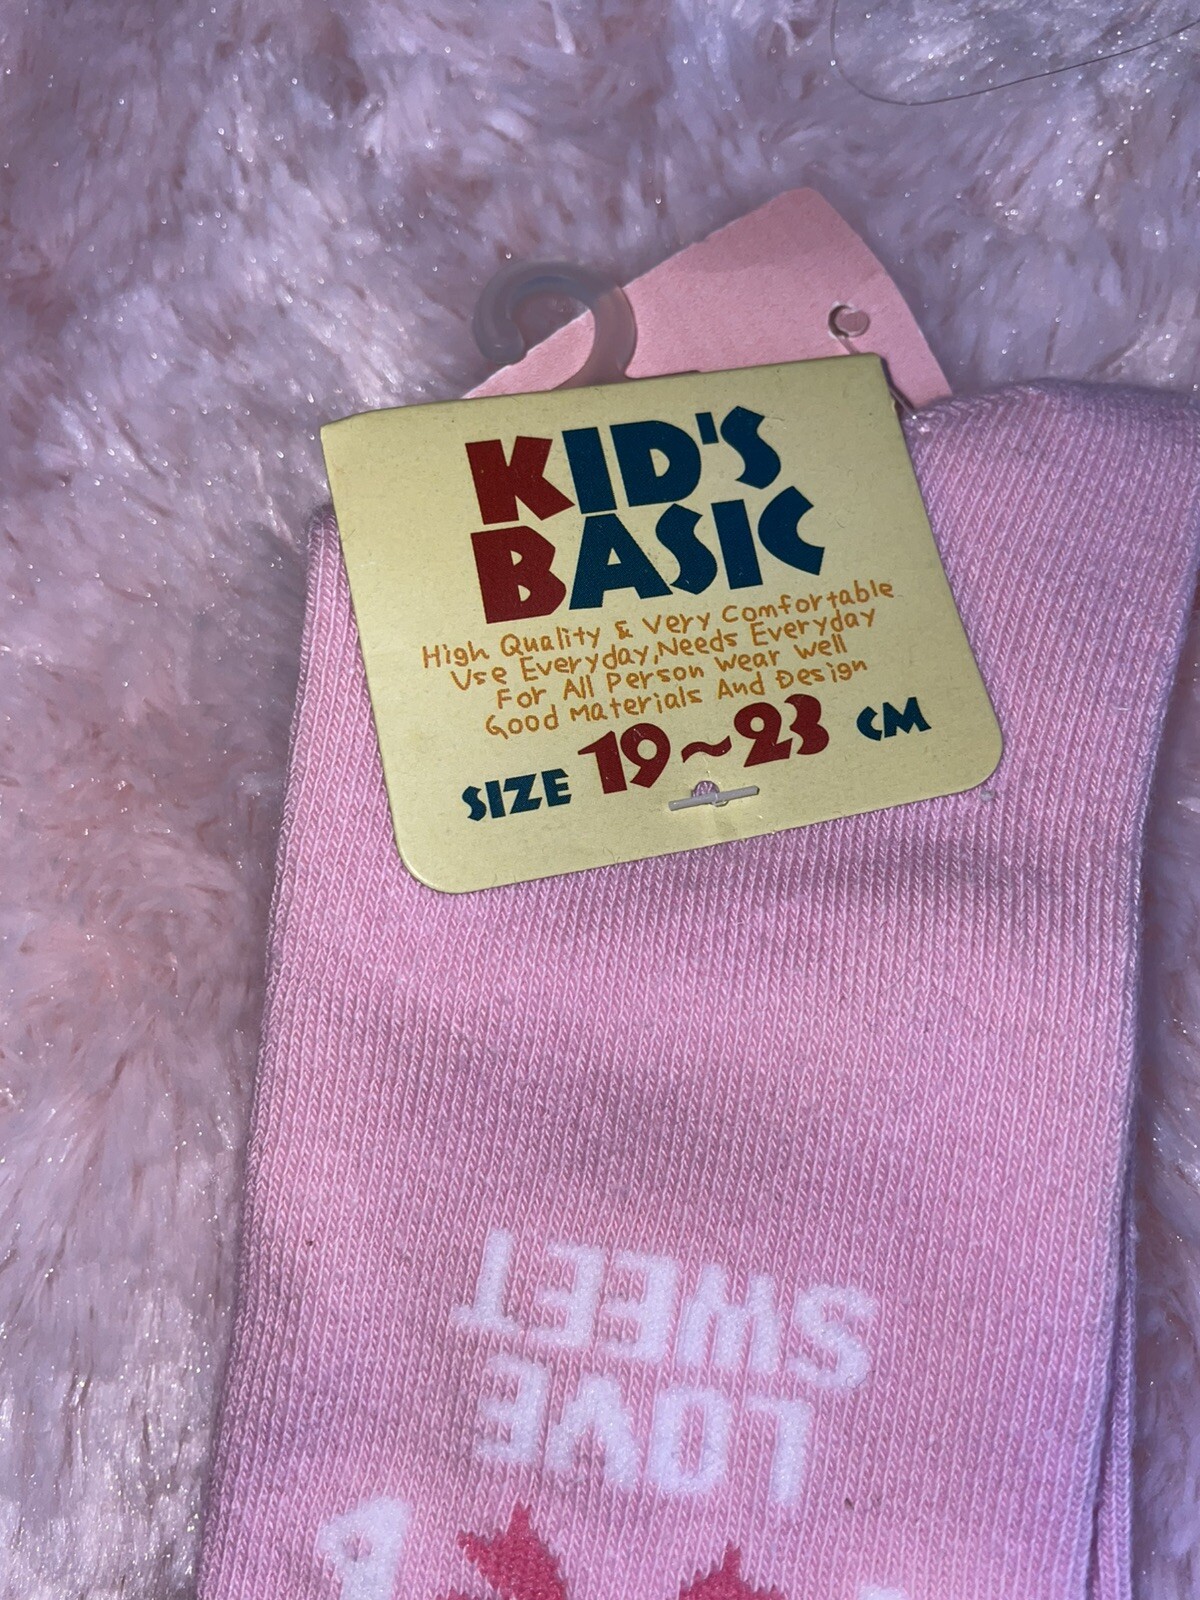 KID'S
BASIC
High Quality & Very Comfortable
Use Everyday,Needs Everyday
For All Person Wear Well
Good Materials And Design
SIZE 19~23 CM
LOVE
SWEET